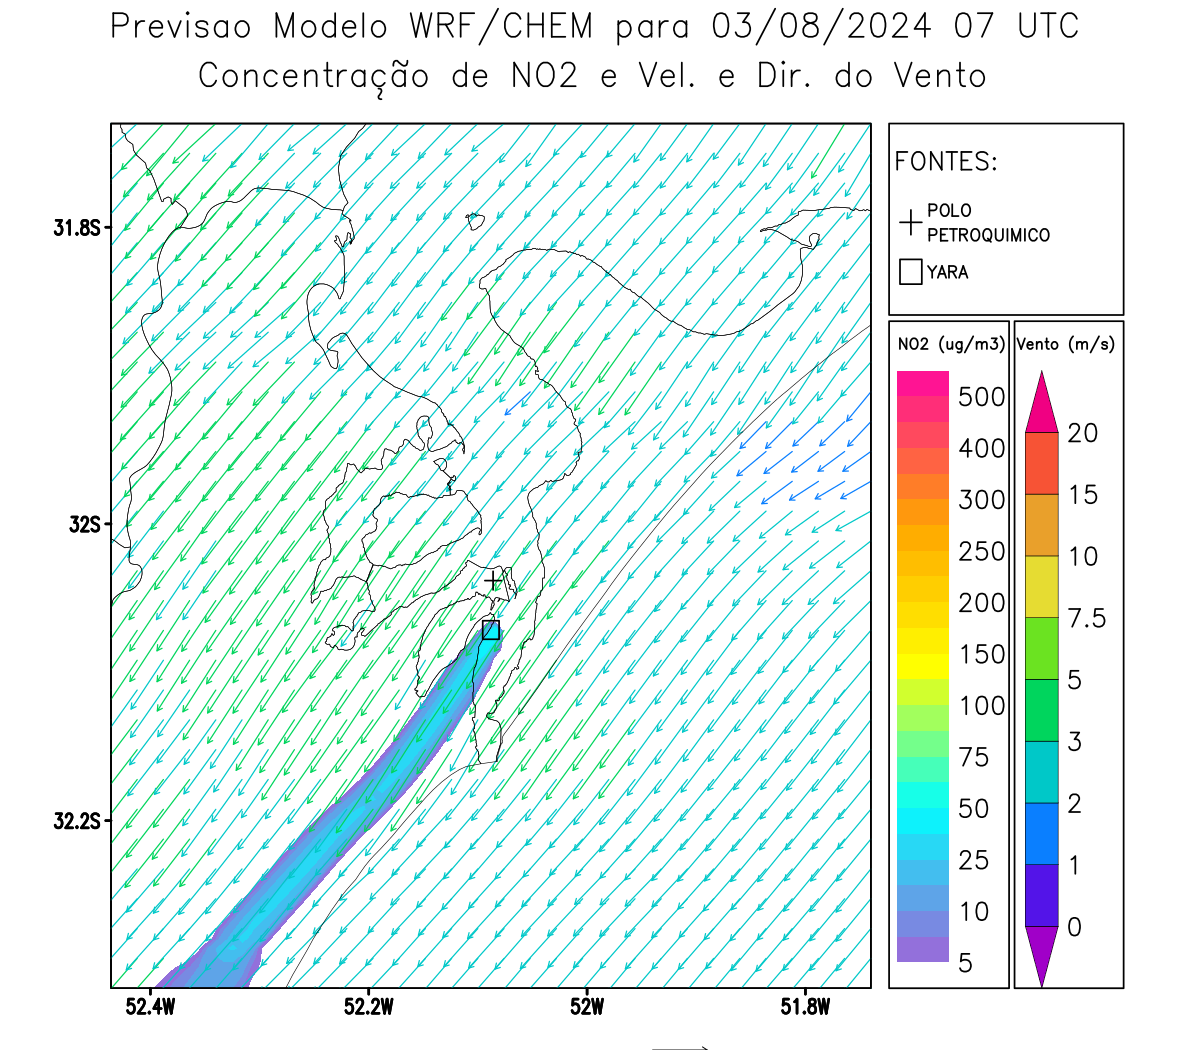 Previsao Modelo WRF/CHEM para 03/08/2024 07 UTC
Concentração de NO2 e Vel. e Dir. do Vento
FONTES:
POLO
PETROQUIMICO
YARA
NO2 (ug/m3)
500
400
300
250
200
150
100
75
50
25
10
5
Vento (m/s)
20
15
10
7.5
5
3
2
1
0
31.8S
32S
32.2S
52.4W
52.2W
52W
51.8W